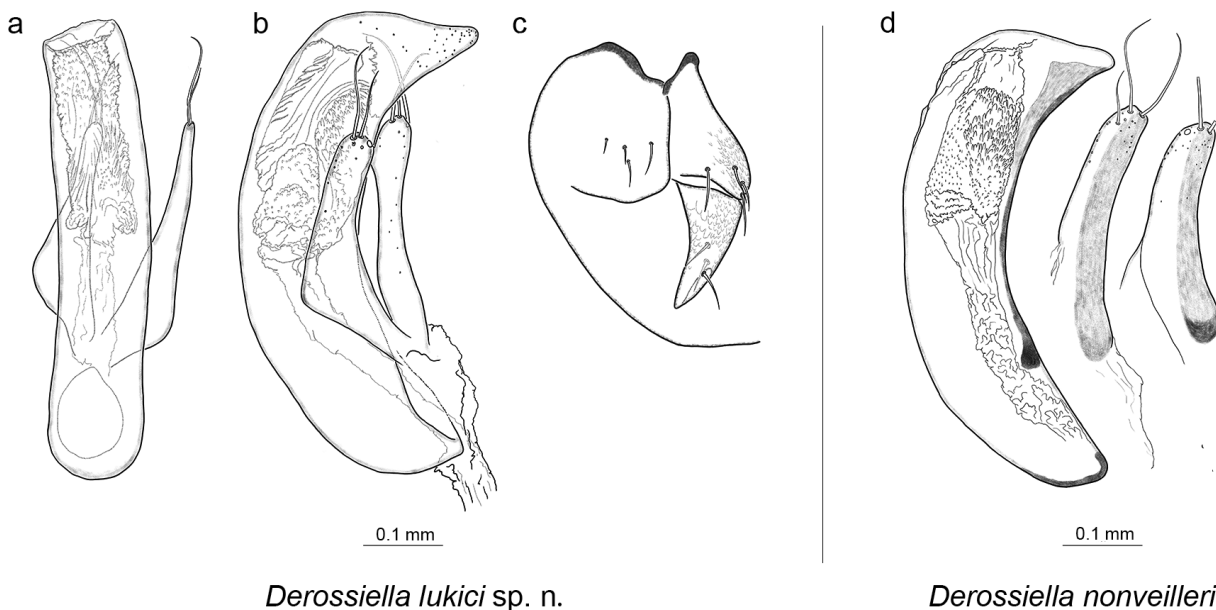 a
b
c
d
0.1 mm
0.1 mm
Derossiella lukici sp. n.
Derossiella nonveilleri